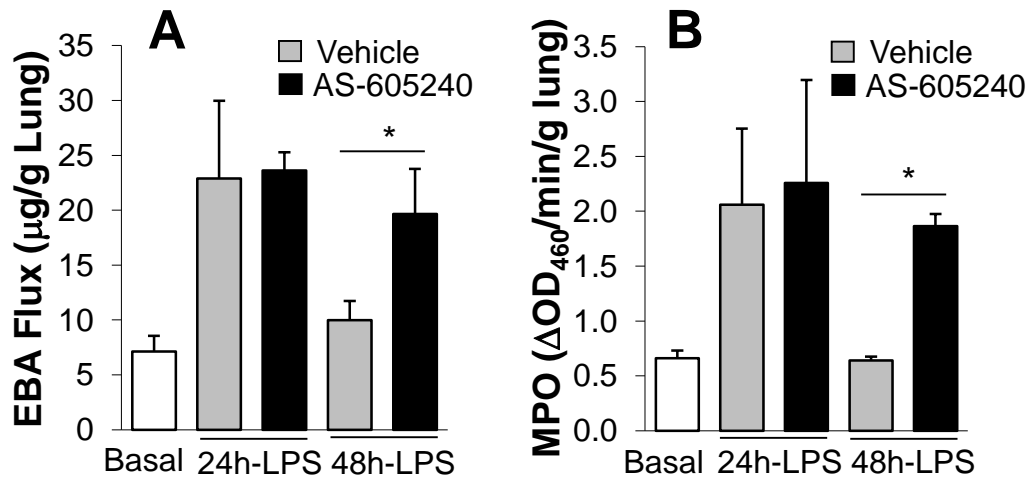 A
EBA Flux (μg/g Lung)
35
30
25
20
15
10
5
0
Vehicle
AS-605240
*
Basal 24h-LPS 48h-LPS
B
MPO (ΔOD460/min/g lung)
3.5
3.0
2.5
2.0
1.5
1.0
0.5
0.0
Vehicle
AS-605240
*
Basal 24h-LPS 48h-LPS